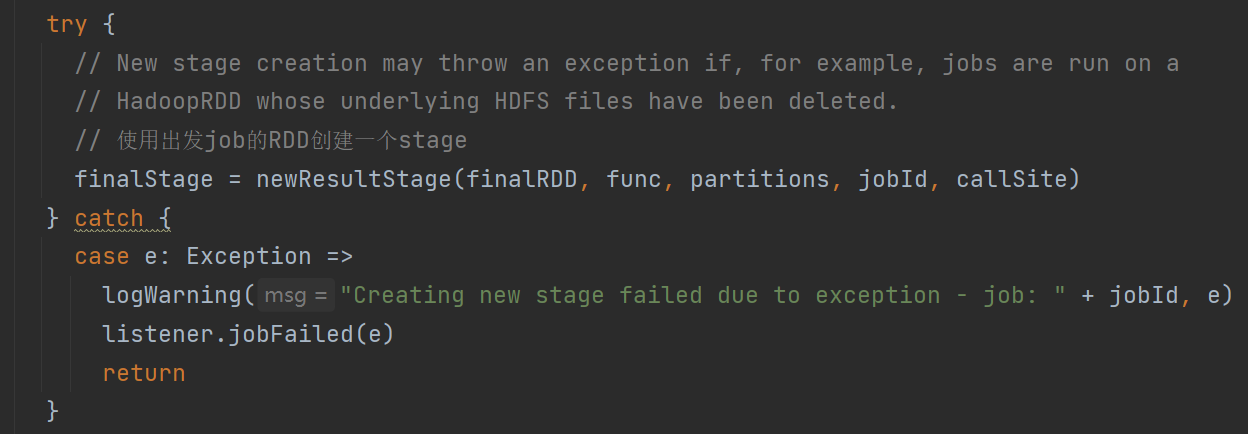 try {
// New stage creation may throw an exception if, for example, jobs are run on a
// HadoopRDD whose underlying HDFS files have been deleted.
// 使用出发job的RDD创建一个stage
finalStage = newResultStage(finalRDD, func, partitions, jobId, callSite)
} catch {
case e: Exception =>
logWarning( msg = "Creating new stage failed due to exception - job: " + jobId, e)
listener.jobFailed(e)
return
}